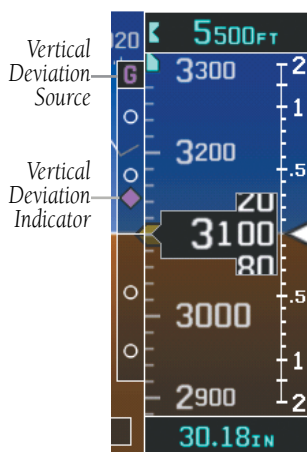 5500FT
020
Vertical
Deviation
Source
G
3300
2
1
3200
.5
Vertical
Deviation
Indicator
20
3100
80
.5
3000
1
2900
2
30.18IN